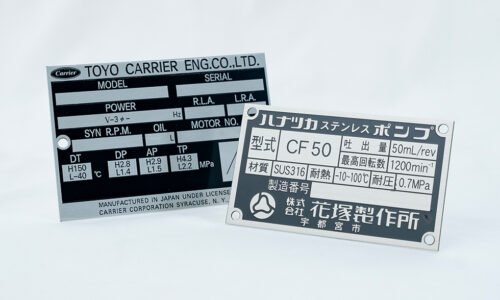 Carrier TOYO CARRIER ENG.CO.,LTD.
MODEL SERIAL
POWER R.L.A. L.R.A.
V-3ø- Hz
SYN R.P.M. OIL L MOTOR NO.
DT DP AP TP
H150 H2.8 H2.9 H4.3
L-40 ℃ L1.4 L1.5 L2.2 MPa
MANUFACTURED IN JAPAN UNDER LICENSE
CARRIER CORPORATION SYRACUSE, N.Y.
ハナツカ ステンレス ポンプ
型式 CF50 吐出量 50mL/rev
最高回転数 1200min⁻¹
材質 SUS316 耐熱 -10~100℃ 耐圧 0.7MPa
製造番号
株式会社 花塚製作所
宇都宮市